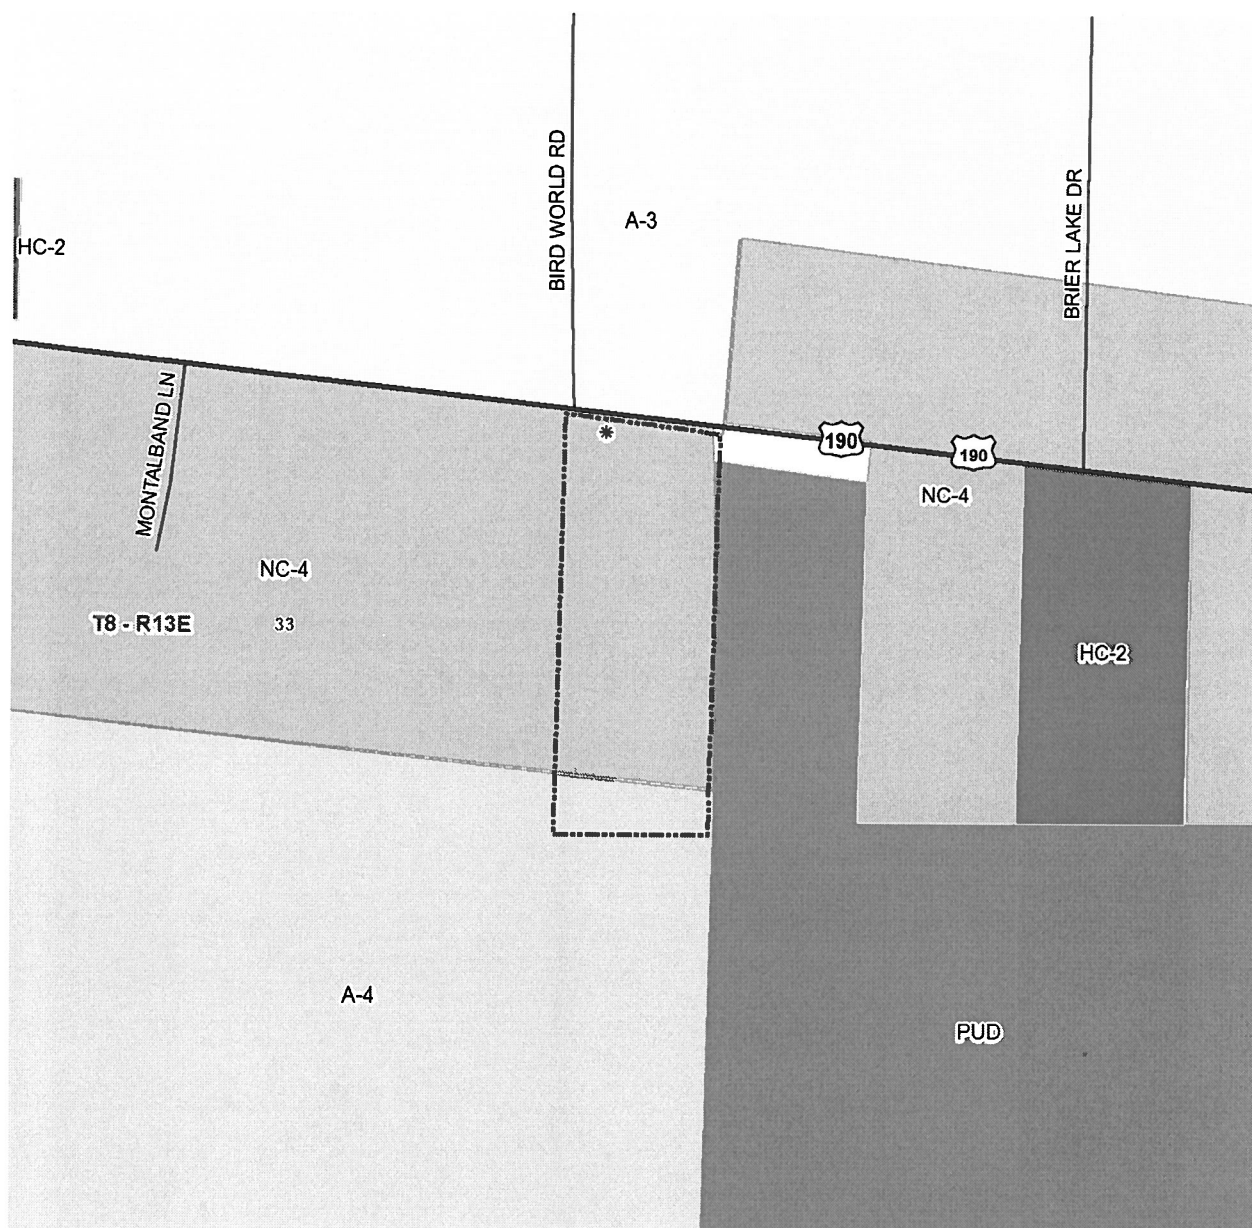 BIRD WORLD RD
A-3
BRIER LAKE DR
HC-2
MONTALBAND LN
190
190
NC-4
NC-4
T8 - R13E
33
HC-2
A-4
PUD